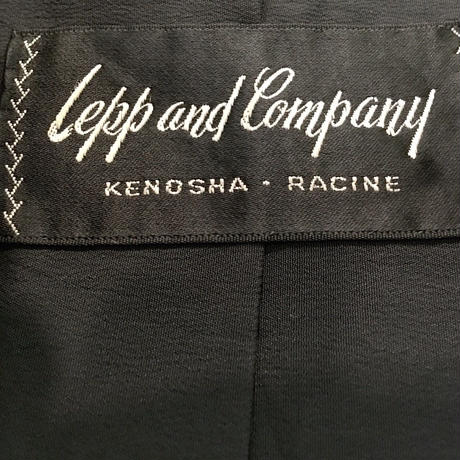 Lepp and Company
KENOSHA · RACINE